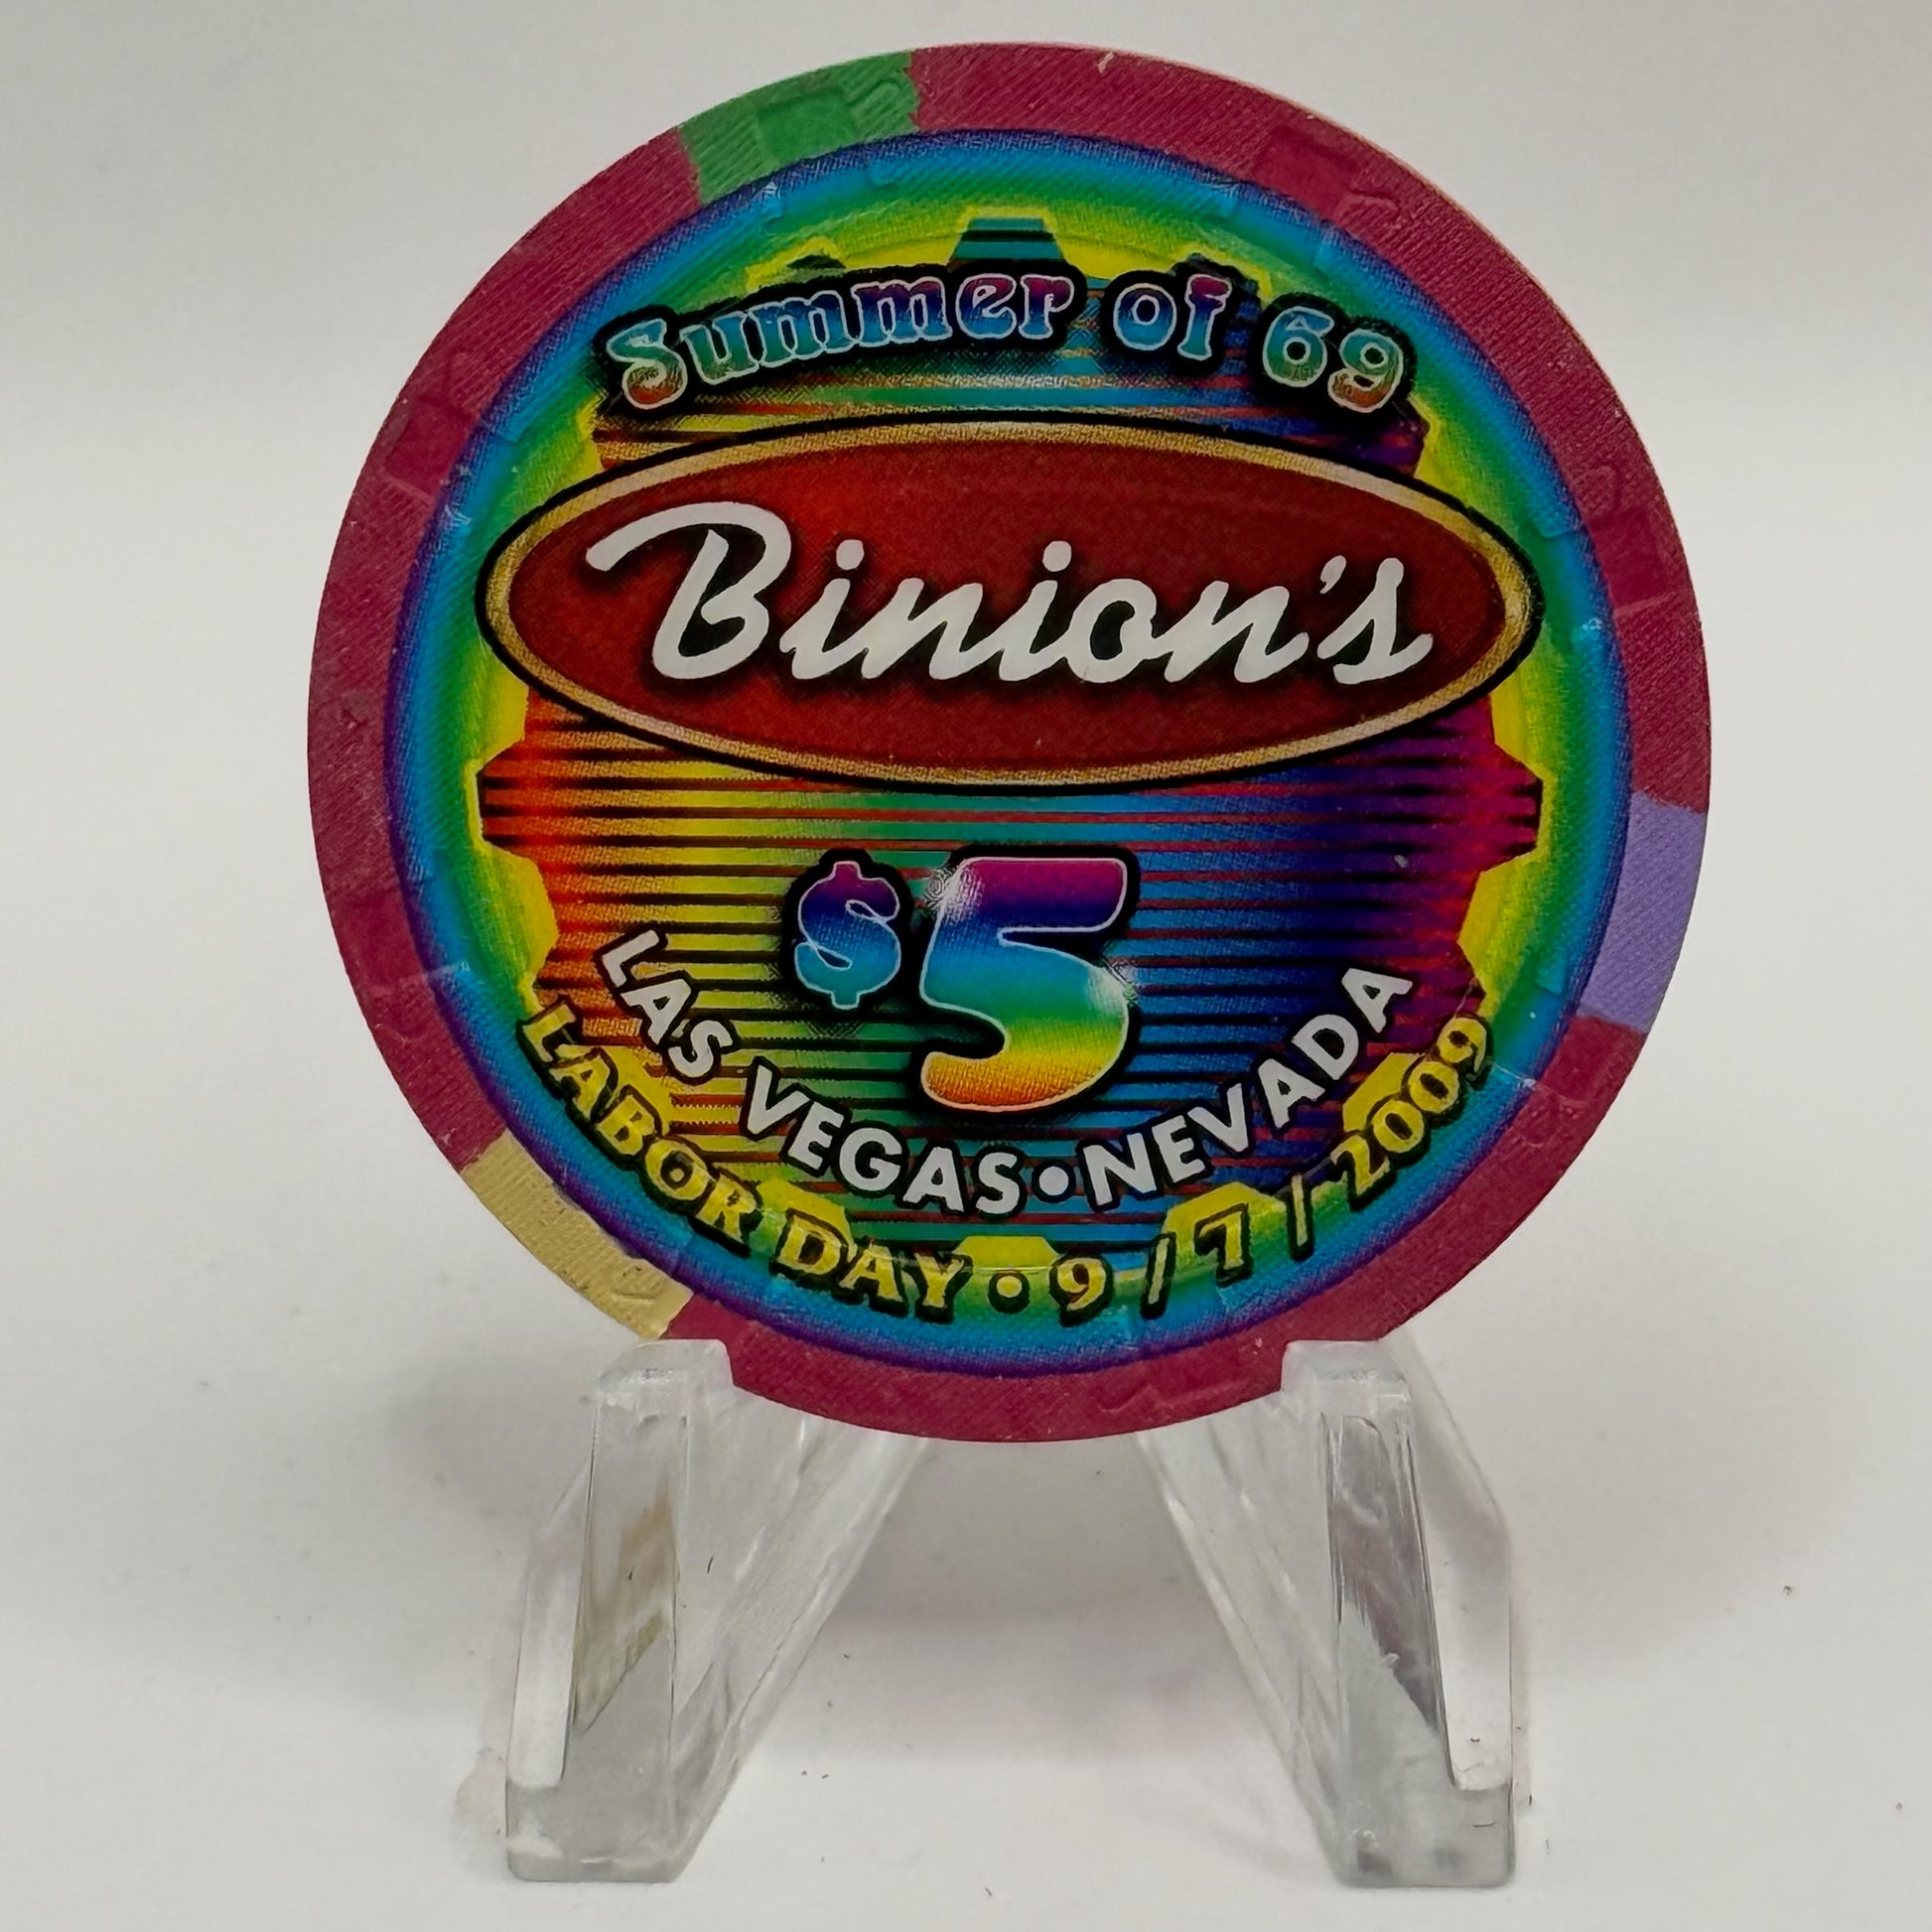 Summer of 69
Binion's
$5
LAS VEGAS • NEVADA
LABOR DAY • 9 / 7 / 2009